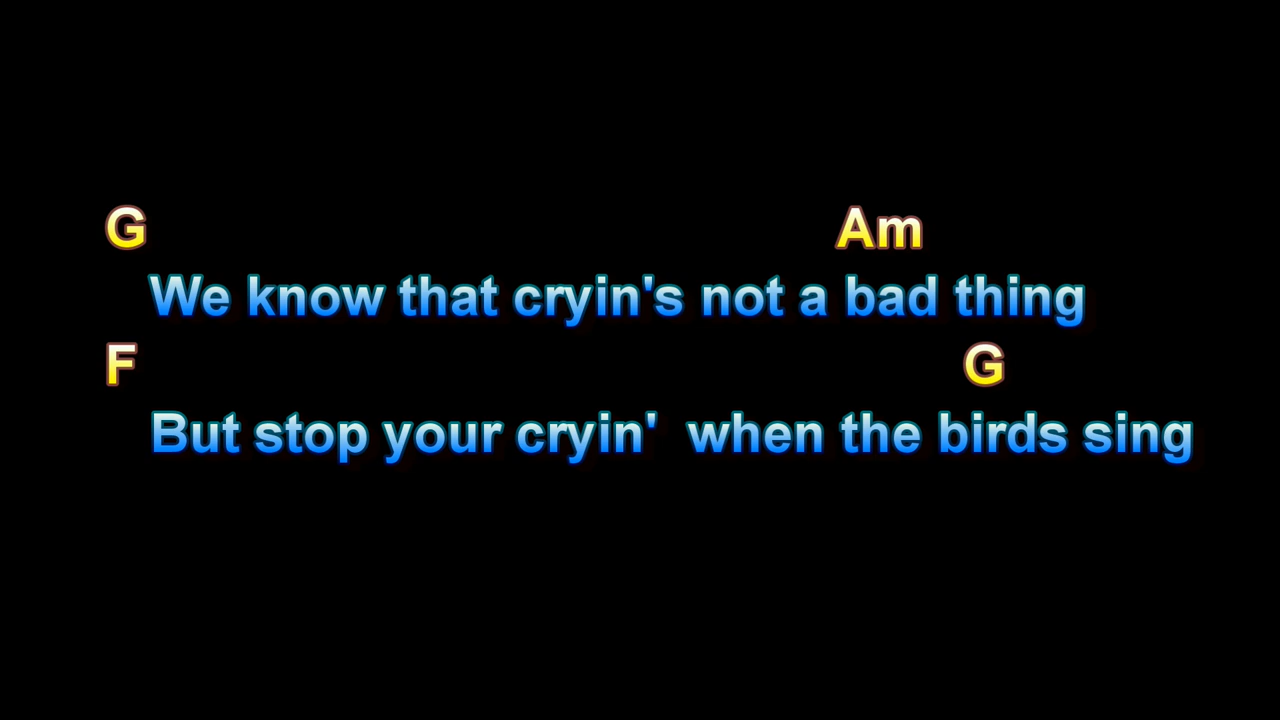 G Am
We know that cryin's not a bad thing
F G
But stop your cryin'  when the birds sing